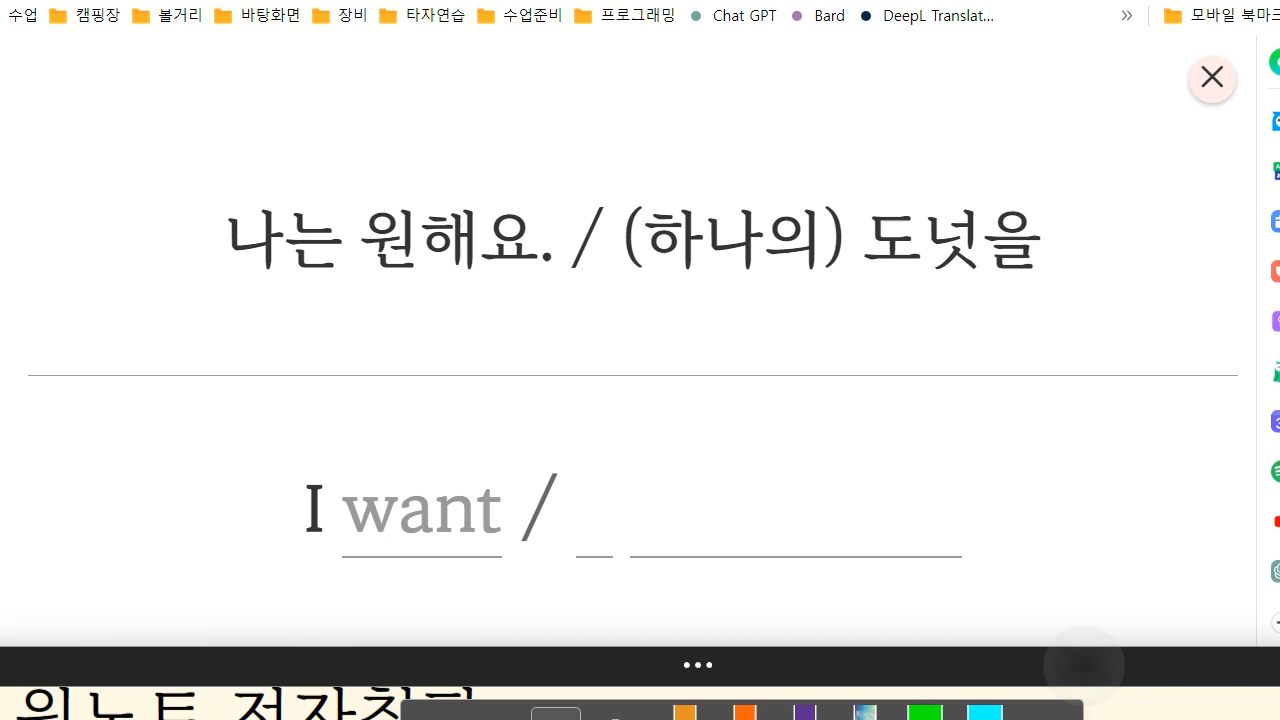 수업 캠핑장 볼거리 바탕화면 장비 타자연습 수업준비 프로그래밍 Chat GPT Bard DeepL Translat... » 모바일 북마크
나는 원해요. / (하나의) 도넛을
I want /